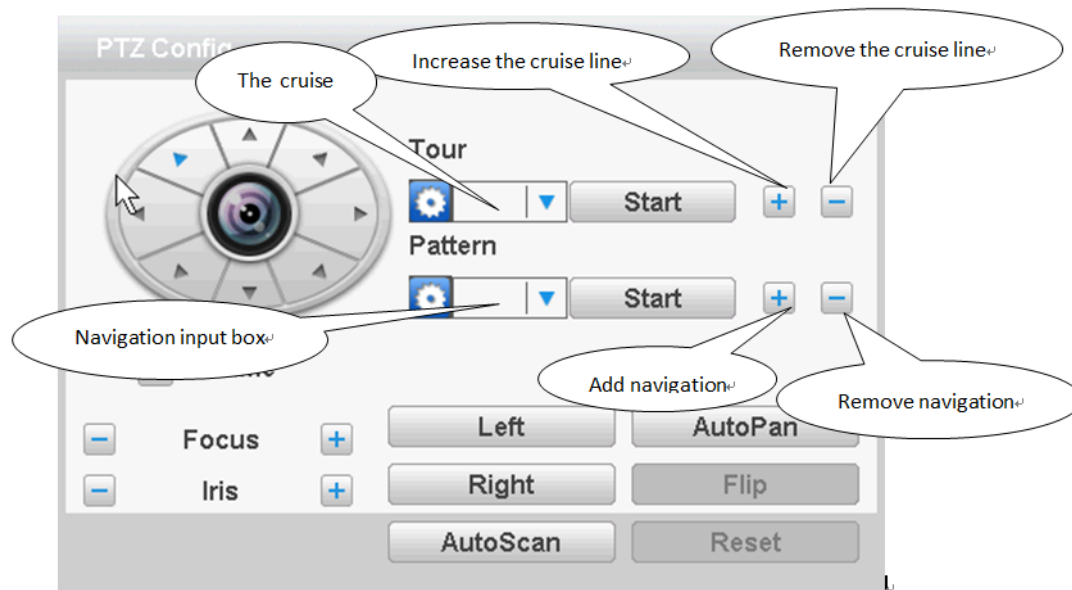 PTZ Config
Increase the cruise line
Remove the cruise line
The cruise
Tour
Start
Pattern
Start
Navigation input box
Add navigation
Remove navigation
Focus
Left
AutoPan
Iris
Right
Flip
AutoScan
Reset